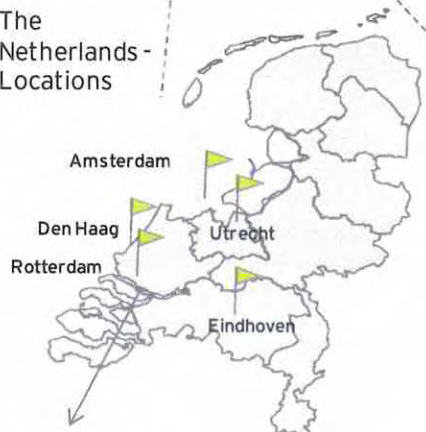 The
Netherlands -
Locations
Amsterdam
Den Haag
Utrecht
Rotterdam
Eindhoven